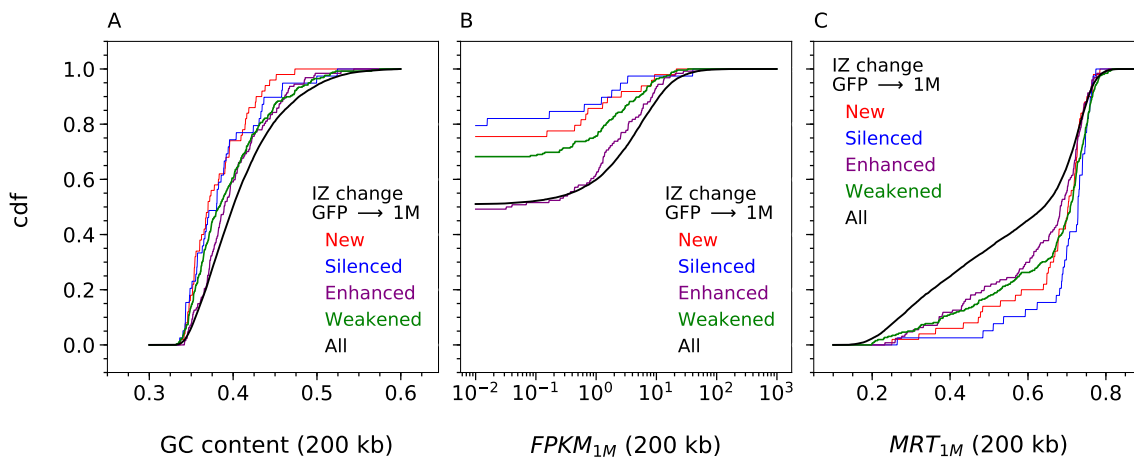 A
B
C
cdf
1.0
0.8
0.6
0.4
0.2
0.0
IZ change
GFP → 1M
New
Silenced
Enhanced
Weakened
All
0.3 0.4 0.5 0.6
GC content (200 kb)
IZ change
GFP → 1M
New
Silenced
Enhanced
Weakened
All
10⁻² 10⁻¹ 10⁰ 10¹ 10² 10³
FPKM₁M (200 kb)
IZ change
GFP → 1M
New
Silenced
Enhanced
Weakened
All
0.2 0.4 0.6 0.8
MRT₁M (200 kb)